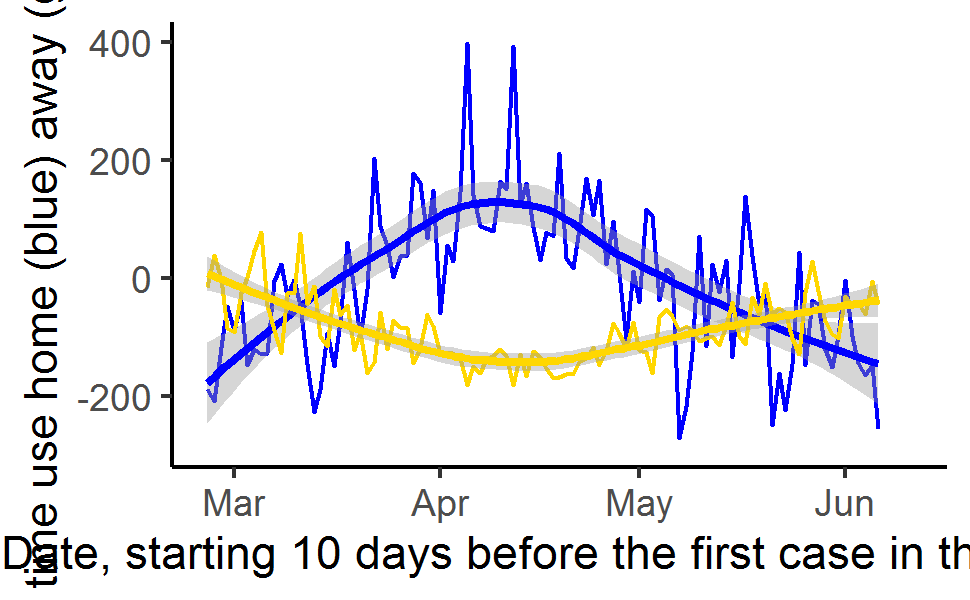 time use home (blue) away (
400
200
0
-200
Mar Apr May Jun
Date, starting 10 days before the first case in th